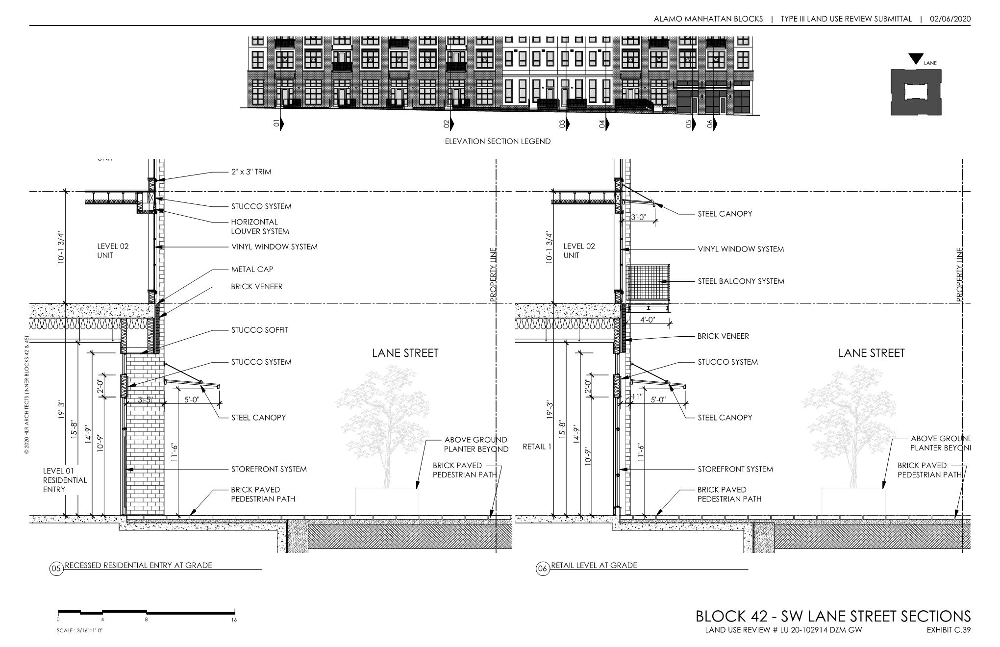 ALAMO MANHATTAN BLOCKS | TYPE III LAND USE REVIEW SUBMITTAL | 02/06/2020
LANE
01
02
03
04
05
06
ELEVATION SECTION LEGEND
UNIT
2" x 3" TRIM
STUCCO SYSTEM
HORIZONTAL
LOUVER SYSTEM
VINYL WINDOW SYSTEM
METAL CAP
BRICK VENEER
STUCCO SOFFIT
STUCCO SYSTEM
STEEL CANOPY
STOREFRONT SYSTEM
BRICK PAVED
PEDESTRIAN PATH
LEVEL 02
UNIT
LEVEL 01
RESIDENTIAL
ENTRY
10'-1 3/4"
19'-3"
15'-8"
14'-9"
10'-9"
2'-0"
3'-5"
5'-0"
11'-6"
PROPERTY LINE
LANE STREET
ABOVE GROUND
PLANTER BEYOND
BRICK PAVED
PEDESTRIAN PATH
STEEL CANOPY
3'-0"
VINYL WINDOW SYSTEM
STEEL BALCONY SYSTEM
4'-0"
BRICK VENEER
STUCCO SYSTEM
STEEL CANOPY
STOREFRONT SYSTEM
BRICK PAVED
PEDESTRIAN PATH
LEVEL 02
UNIT
RETAIL 1
10'-1 3/4"
19'-3"
15'-8"
14'-9"
10'-9"
2'-0"
11"
5'-0"
11'-6"
PROPERTY LINE
LANE STREET
ABOVE GROUND
PLANTER BEYOND
BRICK PAVED
PEDESTRIAN PATH
© 2020 HLR ARCHITECTS (INNER BLOCKS 42 & 45)
05 RECESSED RESIDENTIAL ENTRY AT GRADE
06 RETAIL LEVEL AT GRADE
0 4 8 16
SCALE : 3/16"=1'-0"
BLOCK 42 - SW LANE STREET SECTIONS
LAND USE REVIEW # LU 20-102914 DZM GW
EXHIBIT C.39